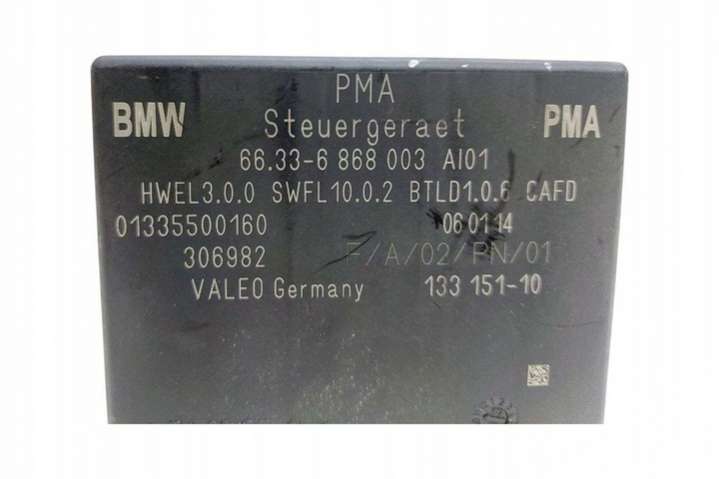 PMA
BMW Steuergeraet PMA
66.33-6 868 003 AI01
HWEL3.0.0 SWFL10.0.2 BTLD1.0.6 CAFD
01335500160 06.01.14
306982 F/A/02/PN/01
VALEO Germany 133 151-10